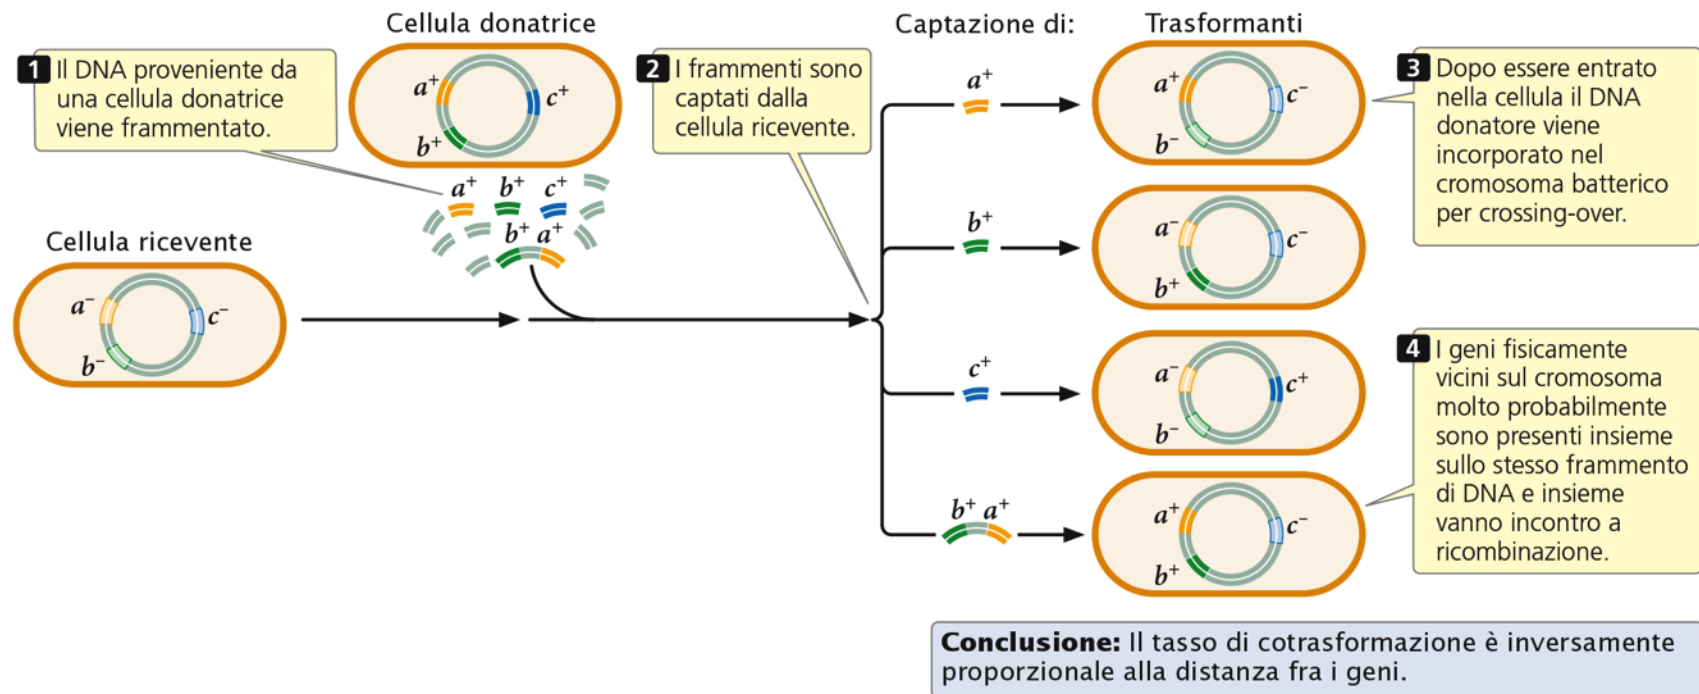 Cellula donatrice
1 Il DNA proveniente da
una cellula donatrice
viene frammentato.
a+
c+
b+
a+ b+ c+
b+ a+
Cellula ricevente
a−
c−
b−
2 I frammenti sono
captati dalla
cellula ricevente.
Captazione di:
a+
b+
c+
b+ a+
Trasformanti
a+
c−
b−
a−
c−
b+
a−
c+
b−
a+
c−
b+
3 Dopo essere entrato
nella cellula il DNA
donatore viene
incorporato nel
cromosoma batterico
per crossing-over.
4 I geni fisicamente
vicini sul cromosoma
molto probabilmente
sono presenti insieme
sullo stesso frammento
di DNA e insieme
vanno incontro a
ricombinazione.
Conclusione: Il tasso di cotrasformazione è inversamente
proporzionale alla distanza fra i geni.